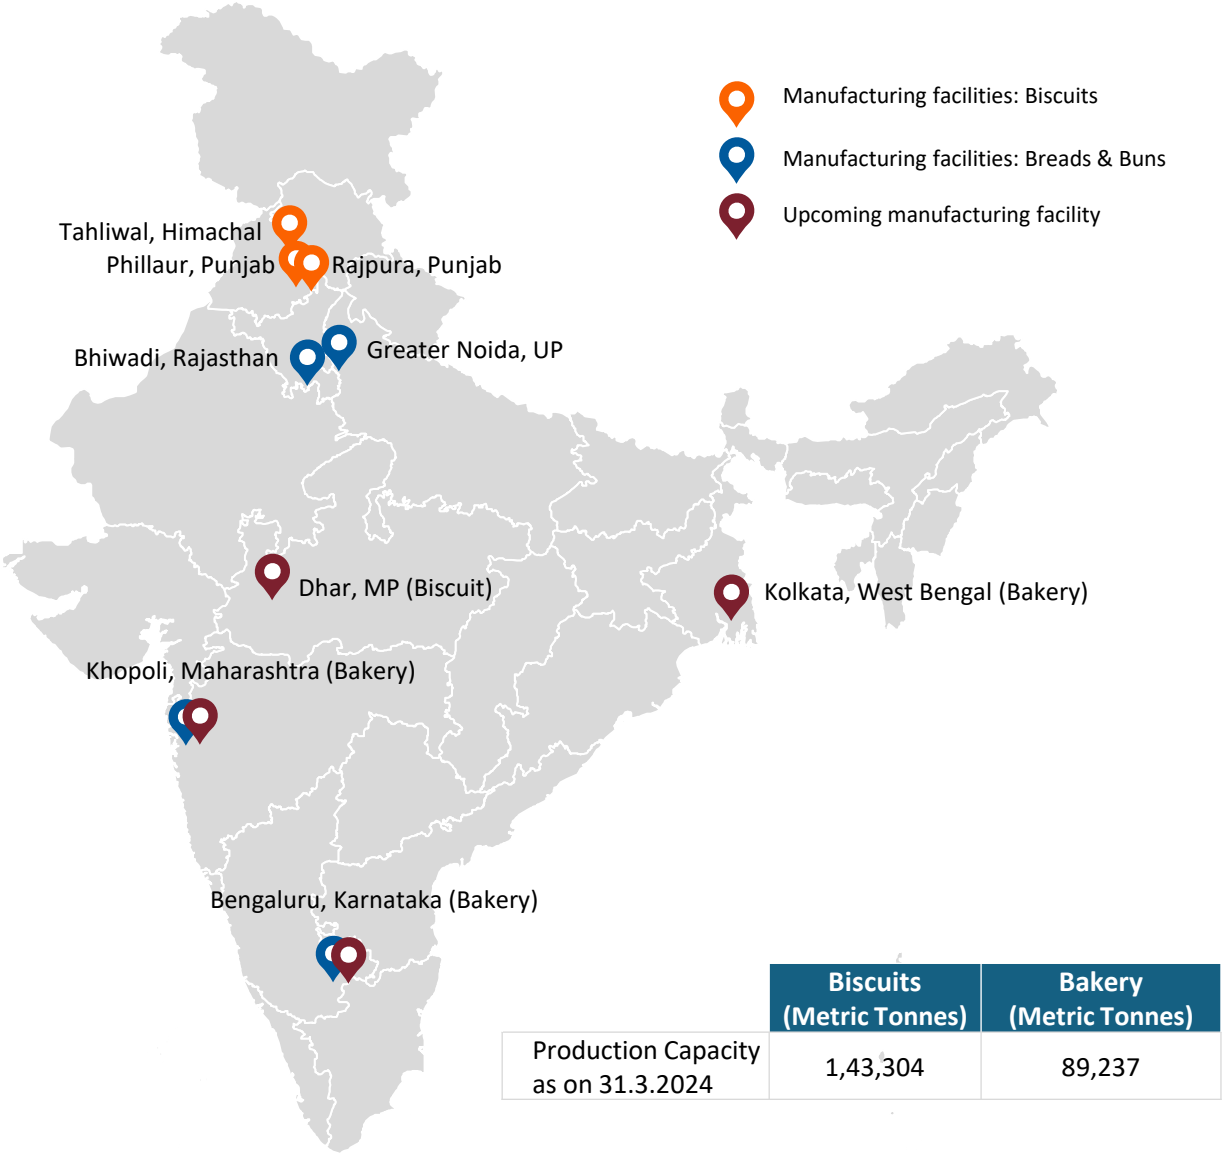 Manufacturing facilities: Biscuits
Manufacturing facilities: Breads & Buns
Upcoming manufacturing facility
Tahliwal, Himachal
Phillaur, Punjab
Rajpura, Punjab
Bhiwadi, Rajasthan
Greater Noida, UP
Dhar, MP (Biscuit)
Kolkata, West Bengal (Bakery)
Khopoli, Maharashtra (Bakery)
Bengaluru, Karnataka (Bakery)
Biscuits
(Metric Tonnes)
Bakery
(Metric Tonnes)
Production Capacity
as on 31.3.2024
1,43,304
89,237